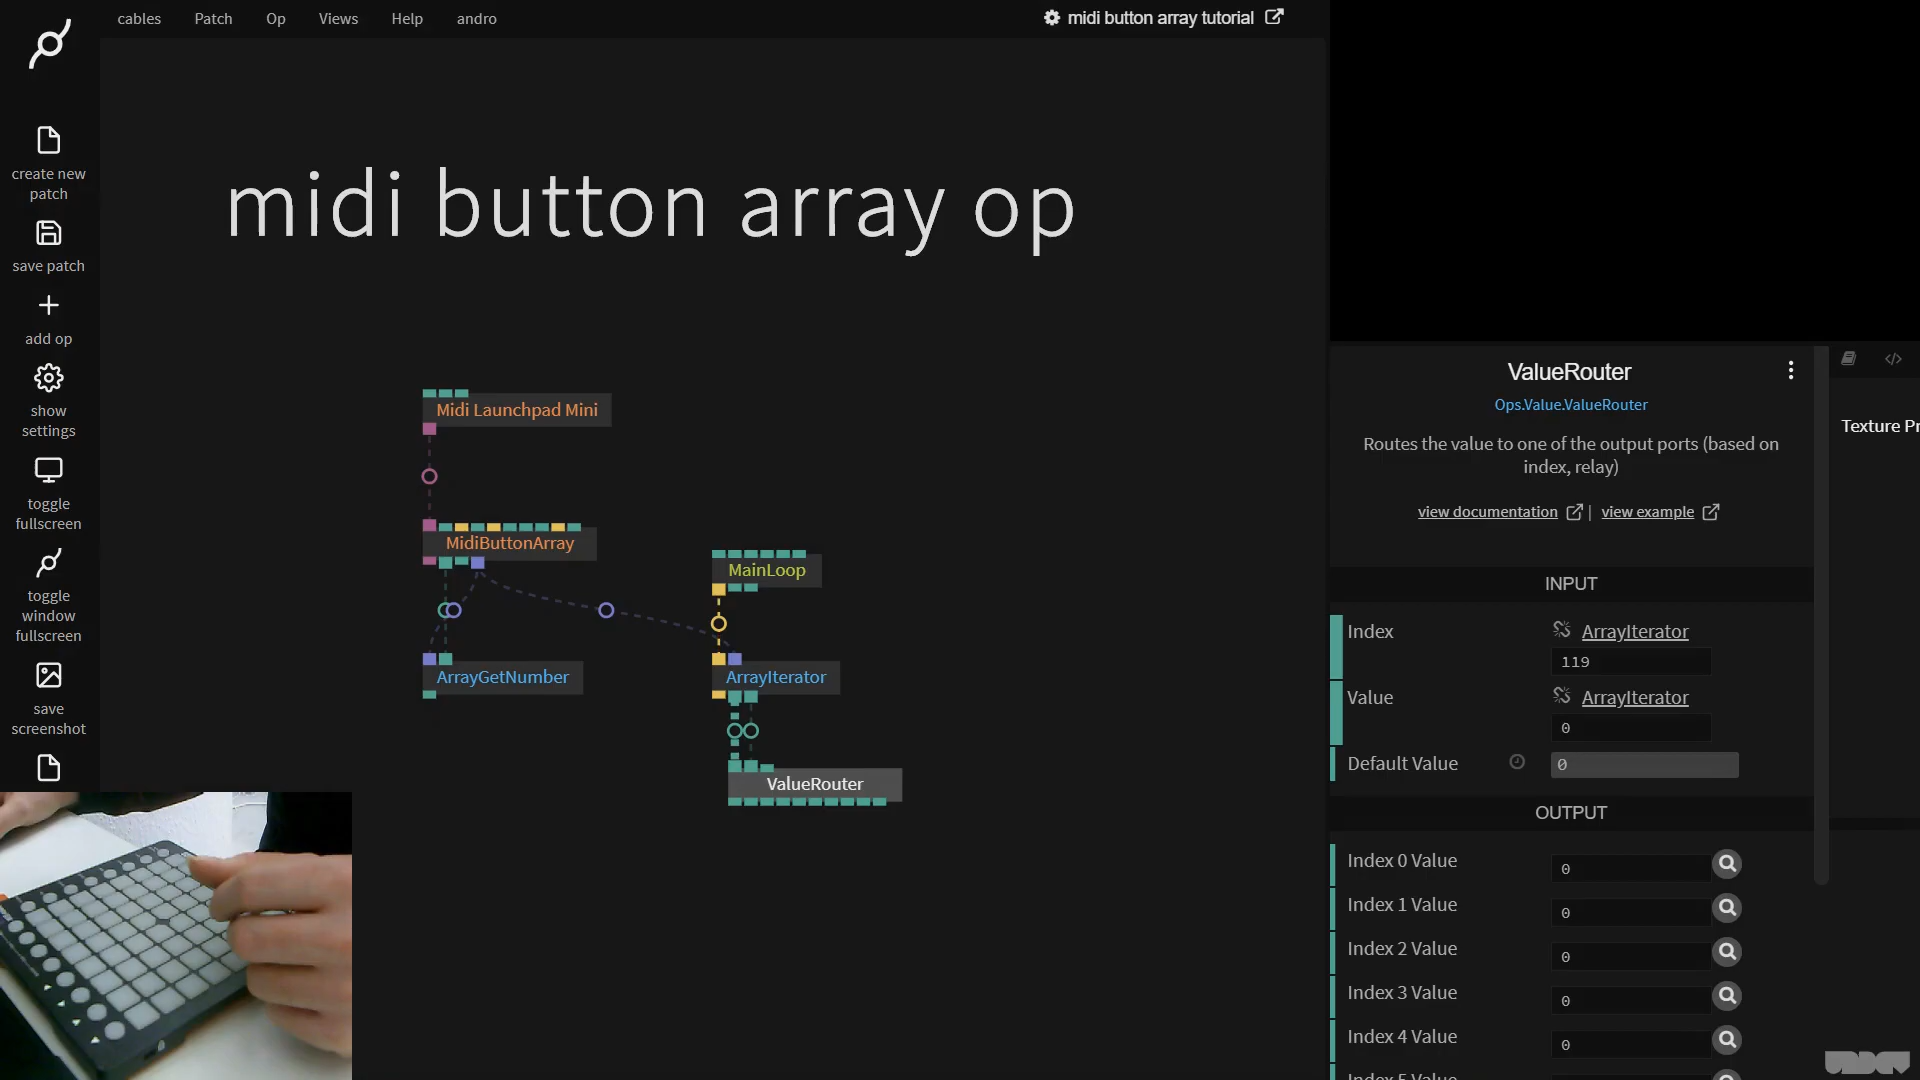 cables Patch Op Views Help andro
midi button array tutorial
create new
patch
save patch
add op
show
settings
toggle
fullscreen
toggle
window
fullscreen
save
screenshot
midi button array op
Midi Launchpad Mini
MidiButtonArray
MainLoop
ArrayGetNumber
ArrayIterator
ValueRouter
ValueRouter
Ops.Value.ValueRouter
Routes the value to one of the output ports (based on
index, relay)
view documentation | view example
INPUT
Index ArrayIterator
119
Value ArrayIterator
0
Default Value 0
OUTPUT
Index 0 Value 0
Index 1 Value 0
Index 2 Value 0
Index 3 Value 0
Index 4 Value 0
Index 5 Value
Texture Pr